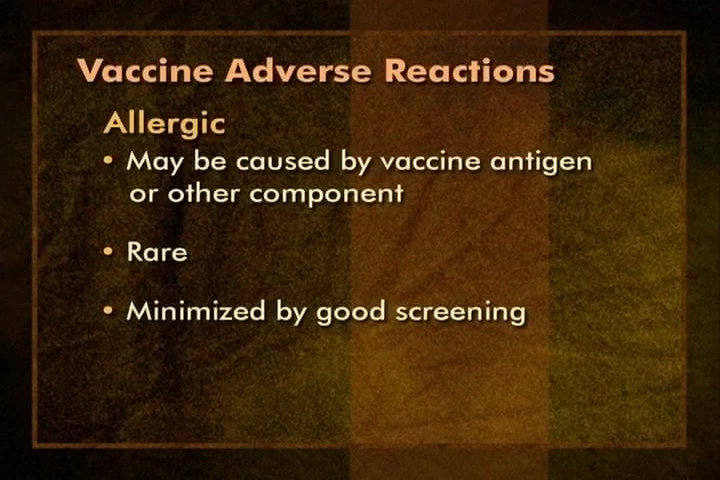 Vaccine Adverse Reactions
Allergic
• May be caused by vaccine antigen
or other component
• Rare
• Minimized by good screening